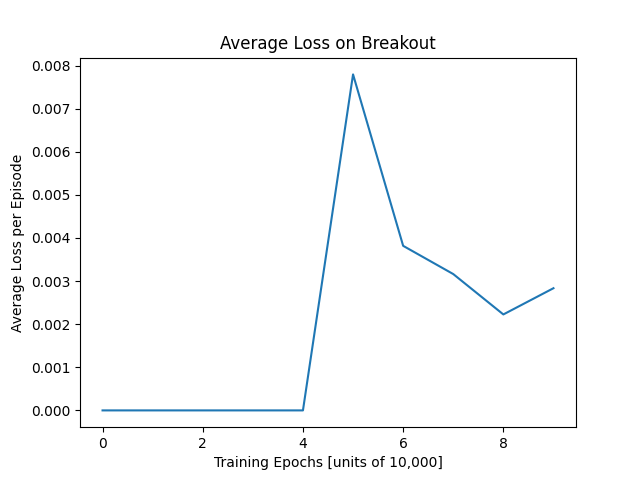 Average Loss on Breakout
0.008
0.007
0.006
0.005
0.004
0.003
0.002
0.001
0.000
Average Loss per Episode
0 2 4 6 8
Training Epochs [units of 10,000]